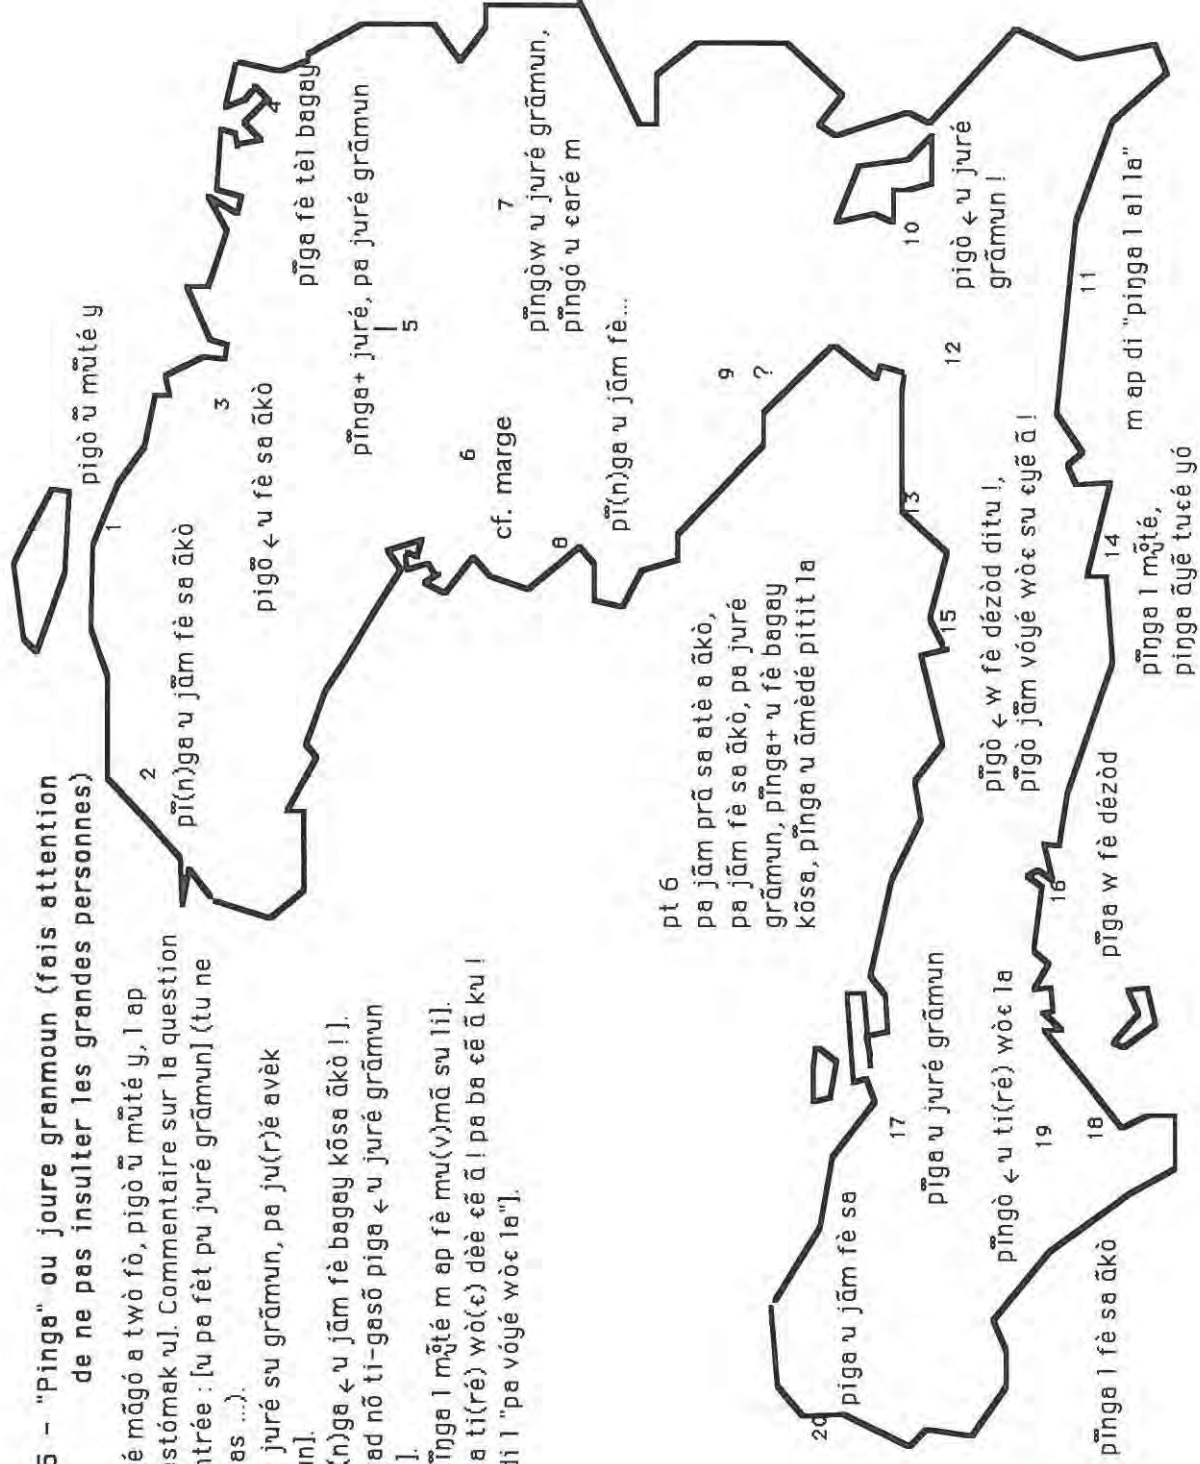 5 - "Pinga" ou joure granmoun (fais attention
de ne pas insulter les grandes personnes)
é mãgó a twò fò, pigò ũ mũté y, l ap
stómak u]. Commentaire sur la question
ntrée : [u pa fèt pu juré grãmun] (tu ne
as ...).
juré su grãmun, pa ju(r)é avèk
un].
(n)ga ← u jãm fè bagay kõsa ãkò ! ].
ad nõ ti-gasõ piga ← u juré grãmun
].
ĩnga l mũté m ap fè mu(v)mã su li].
a ti(ré) wò(ɛ) dèè ɛẽ ã ! pa ba ɛẽ ã ku !
di l "pa vóyé wòɛ la"].
pigò ũ mũté y
1
2
pĩ(n)ga u jãm fè sa ãkò
3
pigõ ← u fè sa ãkò
4
pĩga fè tèl bagay
pĩnga+ juré, pa juré grãmun
5
6
cf. marge
7
pĩngòw u juré grãmun,
pĩngó u ɛaré m
8
pĩ(n)ga u jãm fè...
9
?
10
pigò ← u juré
grãmun !
11
m ap di "pinga l al la"
12
13
pt 6
pa jãm prã sa atè a ãkò,
pa jãm fè sa ãkò, pa juré
grãmun, pĩnga+ u fè bagay
kõsa, pĩnga u ãmèdé pitit la
15
pĩgò ← w fè dézòd ditu !,
pĩgò jãm vóyé wòɛ su ɛyẽ ã !
14
pĩnga l mũté,
pinga ãyẽ tuɛé yó
16
pĩga w fè dézòd
17
pĩga u juré grãmun
pĩngò ← u ti(ré) wòɛ la
19
18
20
piga u jãm fè sa
pĩnga l fè sa ãkò